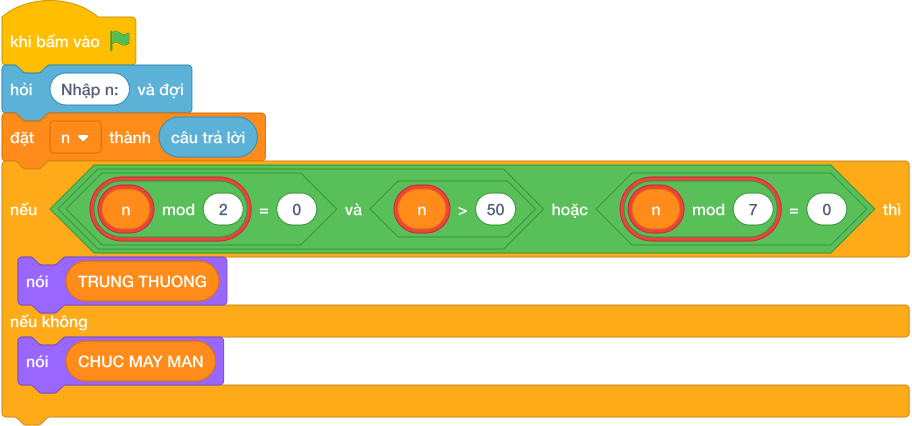 khi bấm vào
hỏi Nhập n: và đợi
đặt n thành câu trả lời
nếu n mod 2 = 0 và n > 50 hoặc n mod 7 = 0 thì
nói TRUNG THUONG
nếu không
nói CHUC MAY MAN